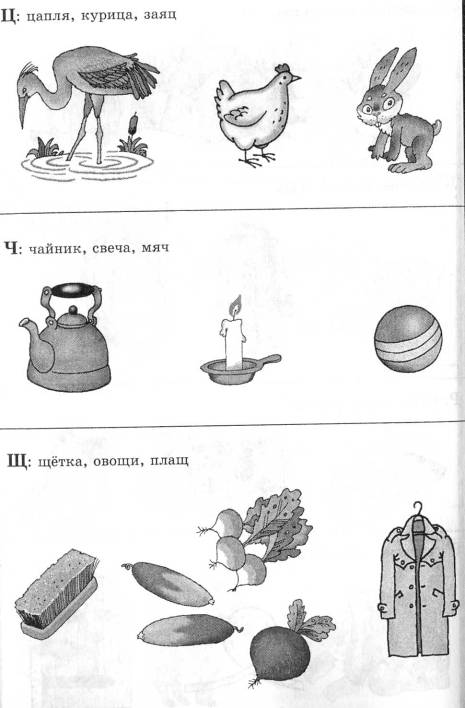 Ц: цапля, курица, заяц
Ч: чайник, свеча, мяч
Щ: щётка, овощи, плащ